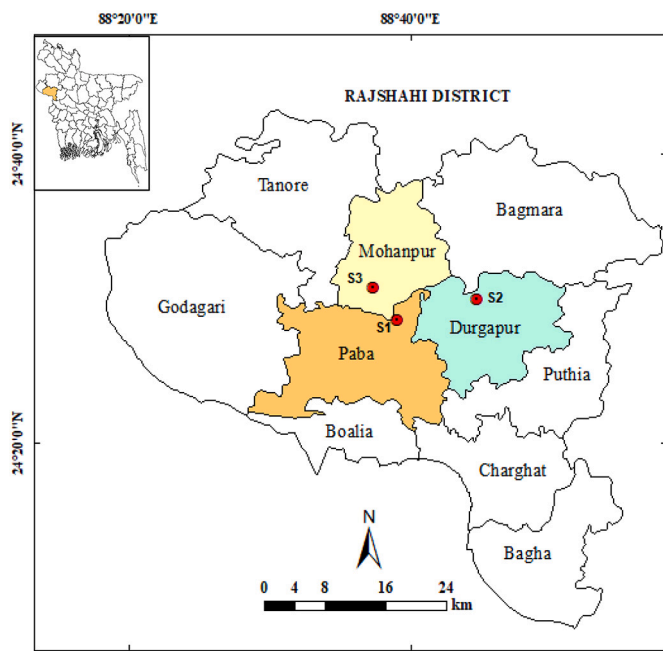 88°20'0"E
88°40'0"E
RAJSHAHI DISTRICT
24°40'0"N
Tanore
Bagmara
Mohanpur
S3
S2
Godagari
S1
Durgapur
Paba
Puthia
24°20'0"N
Boalia
Charghat
N
Bagha
0 4 8 16 24
km